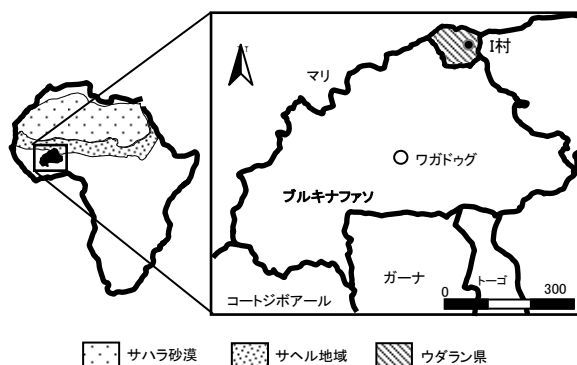 I村
マリ
ワガドゥグ
ブルキナファソ
ガーナ
トーゴ
コートジボアール
0 300
サハラ砂漠 サヘル地域 ウダラン県